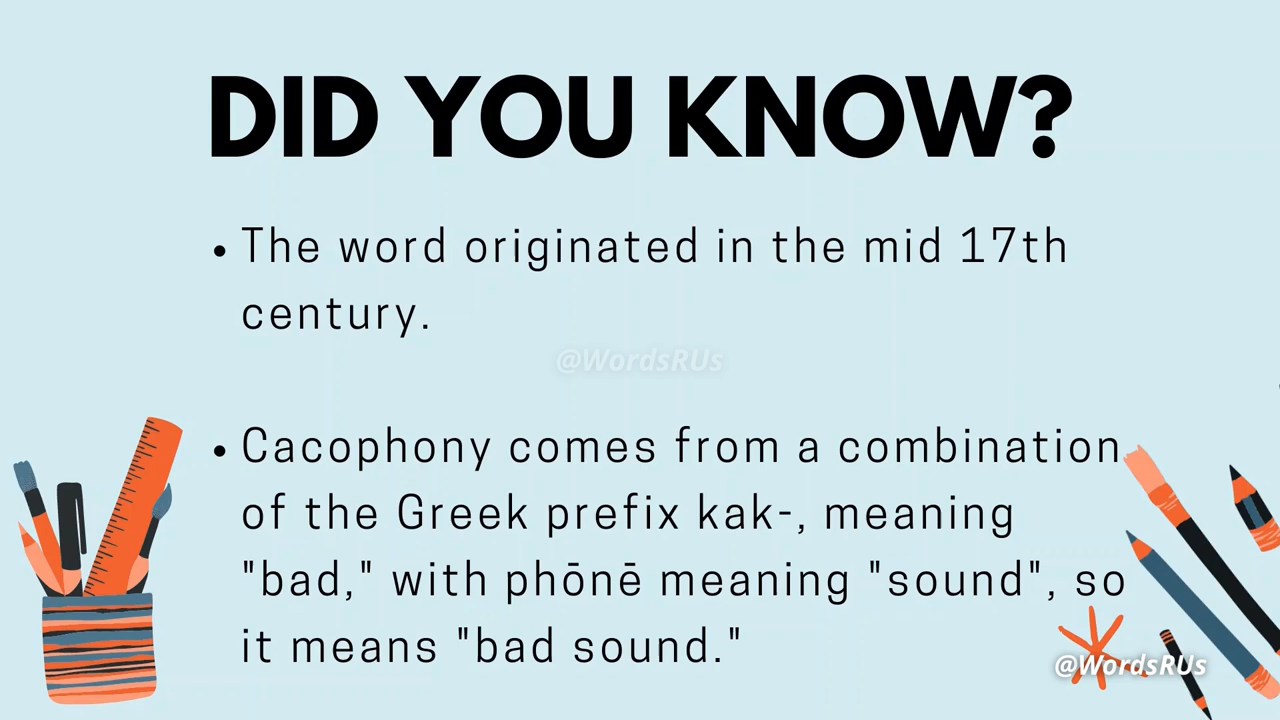 DID YOU KNOW?
• The word originated in the mid 17th
century.
@WordsRUs
• Cacophony comes from a combination
of the Greek prefix kak-, meaning
"bad," with phōnē meaning "sound", so
it means "bad sound."
@WordsRUs